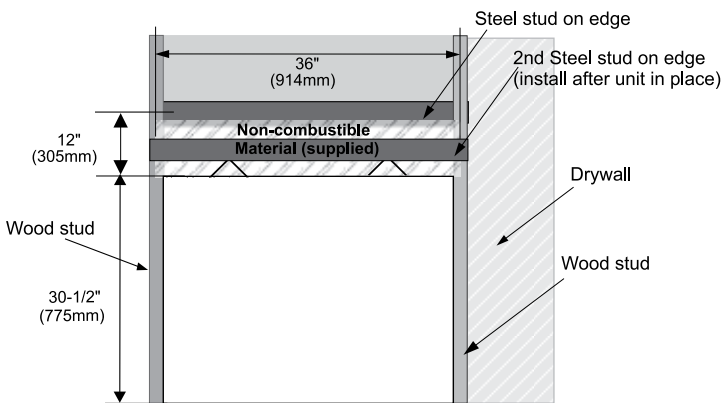 Steel stud on edge
36"
(914mm)
2nd Steel stud on edge
(install after unit in place)
12"
(305mm)
Non-combustible
Material (supplied)
Drywall
Wood stud
Wood stud
30-1/2"
(775mm)